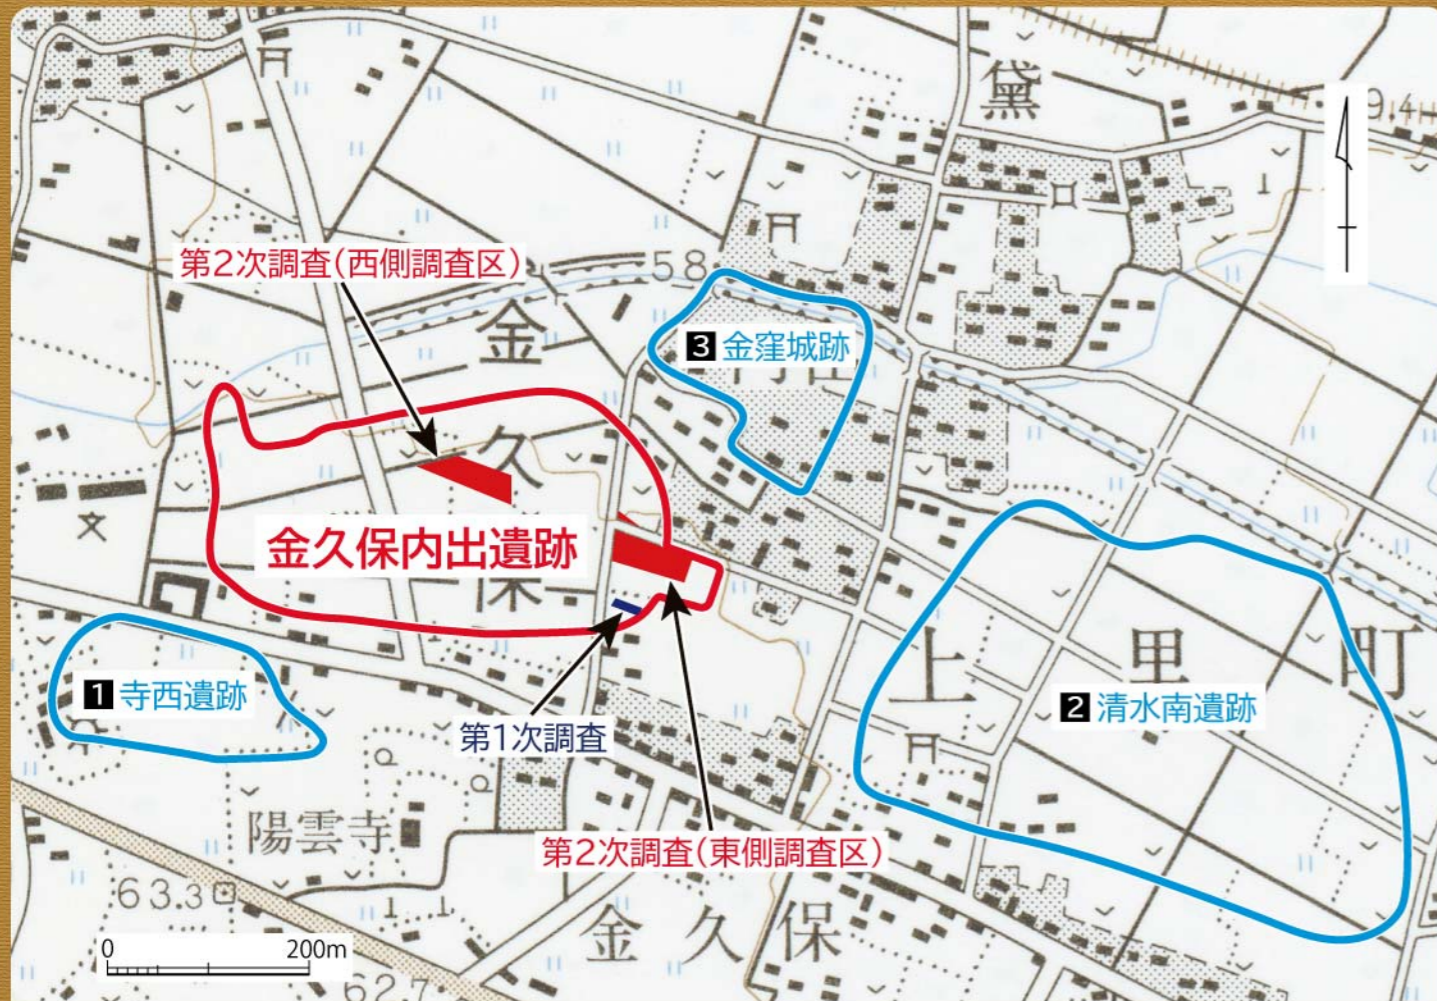 黛
9.4
第2次調査(西側調査区)
58
金
3 金窪城跡
久
金久保内出遺跡
保
上
里
町
1 寺西遺跡
2 清水南遺跡
第1次調査
陽雲寺
第2次調査(東側調査区)
63.3
金久保
0 200m
62.7